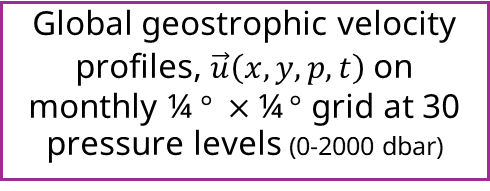 Global geostrophic velocity
profiles, 𝑢⃗(𝑥, 𝑦, 𝑝, 𝑡) on
monthly ¼° ×¼° grid at 30
pressure levels (0-2000 dbar)